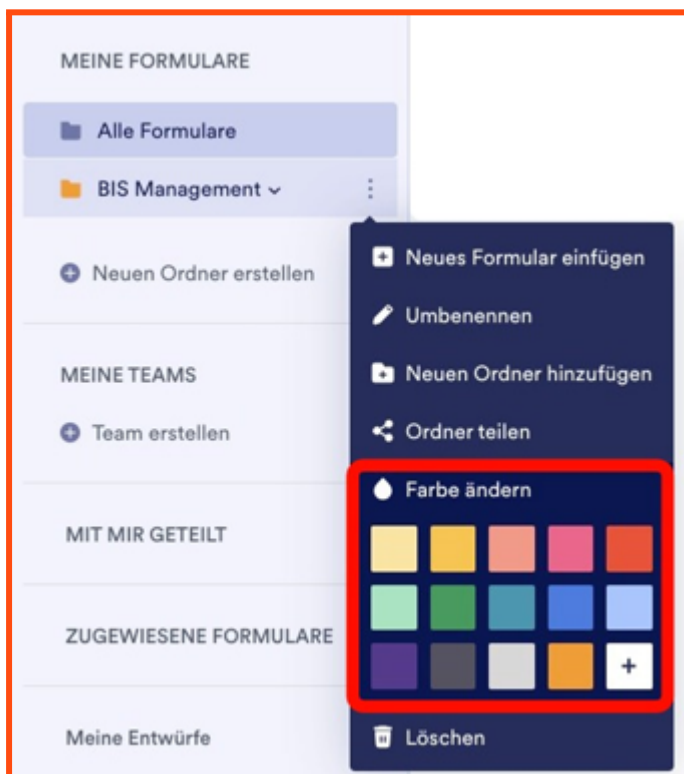 MEINE FORMULARE
Alle Formulare
BIS Management
Neuen Ordner erstellen
MEINE TEAMS
Team erstellen
MIT MIR GETEILT
ZUGEWIESENE FORMULARE
Meine Entwürfe
Neues Formular einfügen
Umbenennen
Neuen Ordner hinzufügen
Ordner teilen
Farbe ändern
+
Löschen